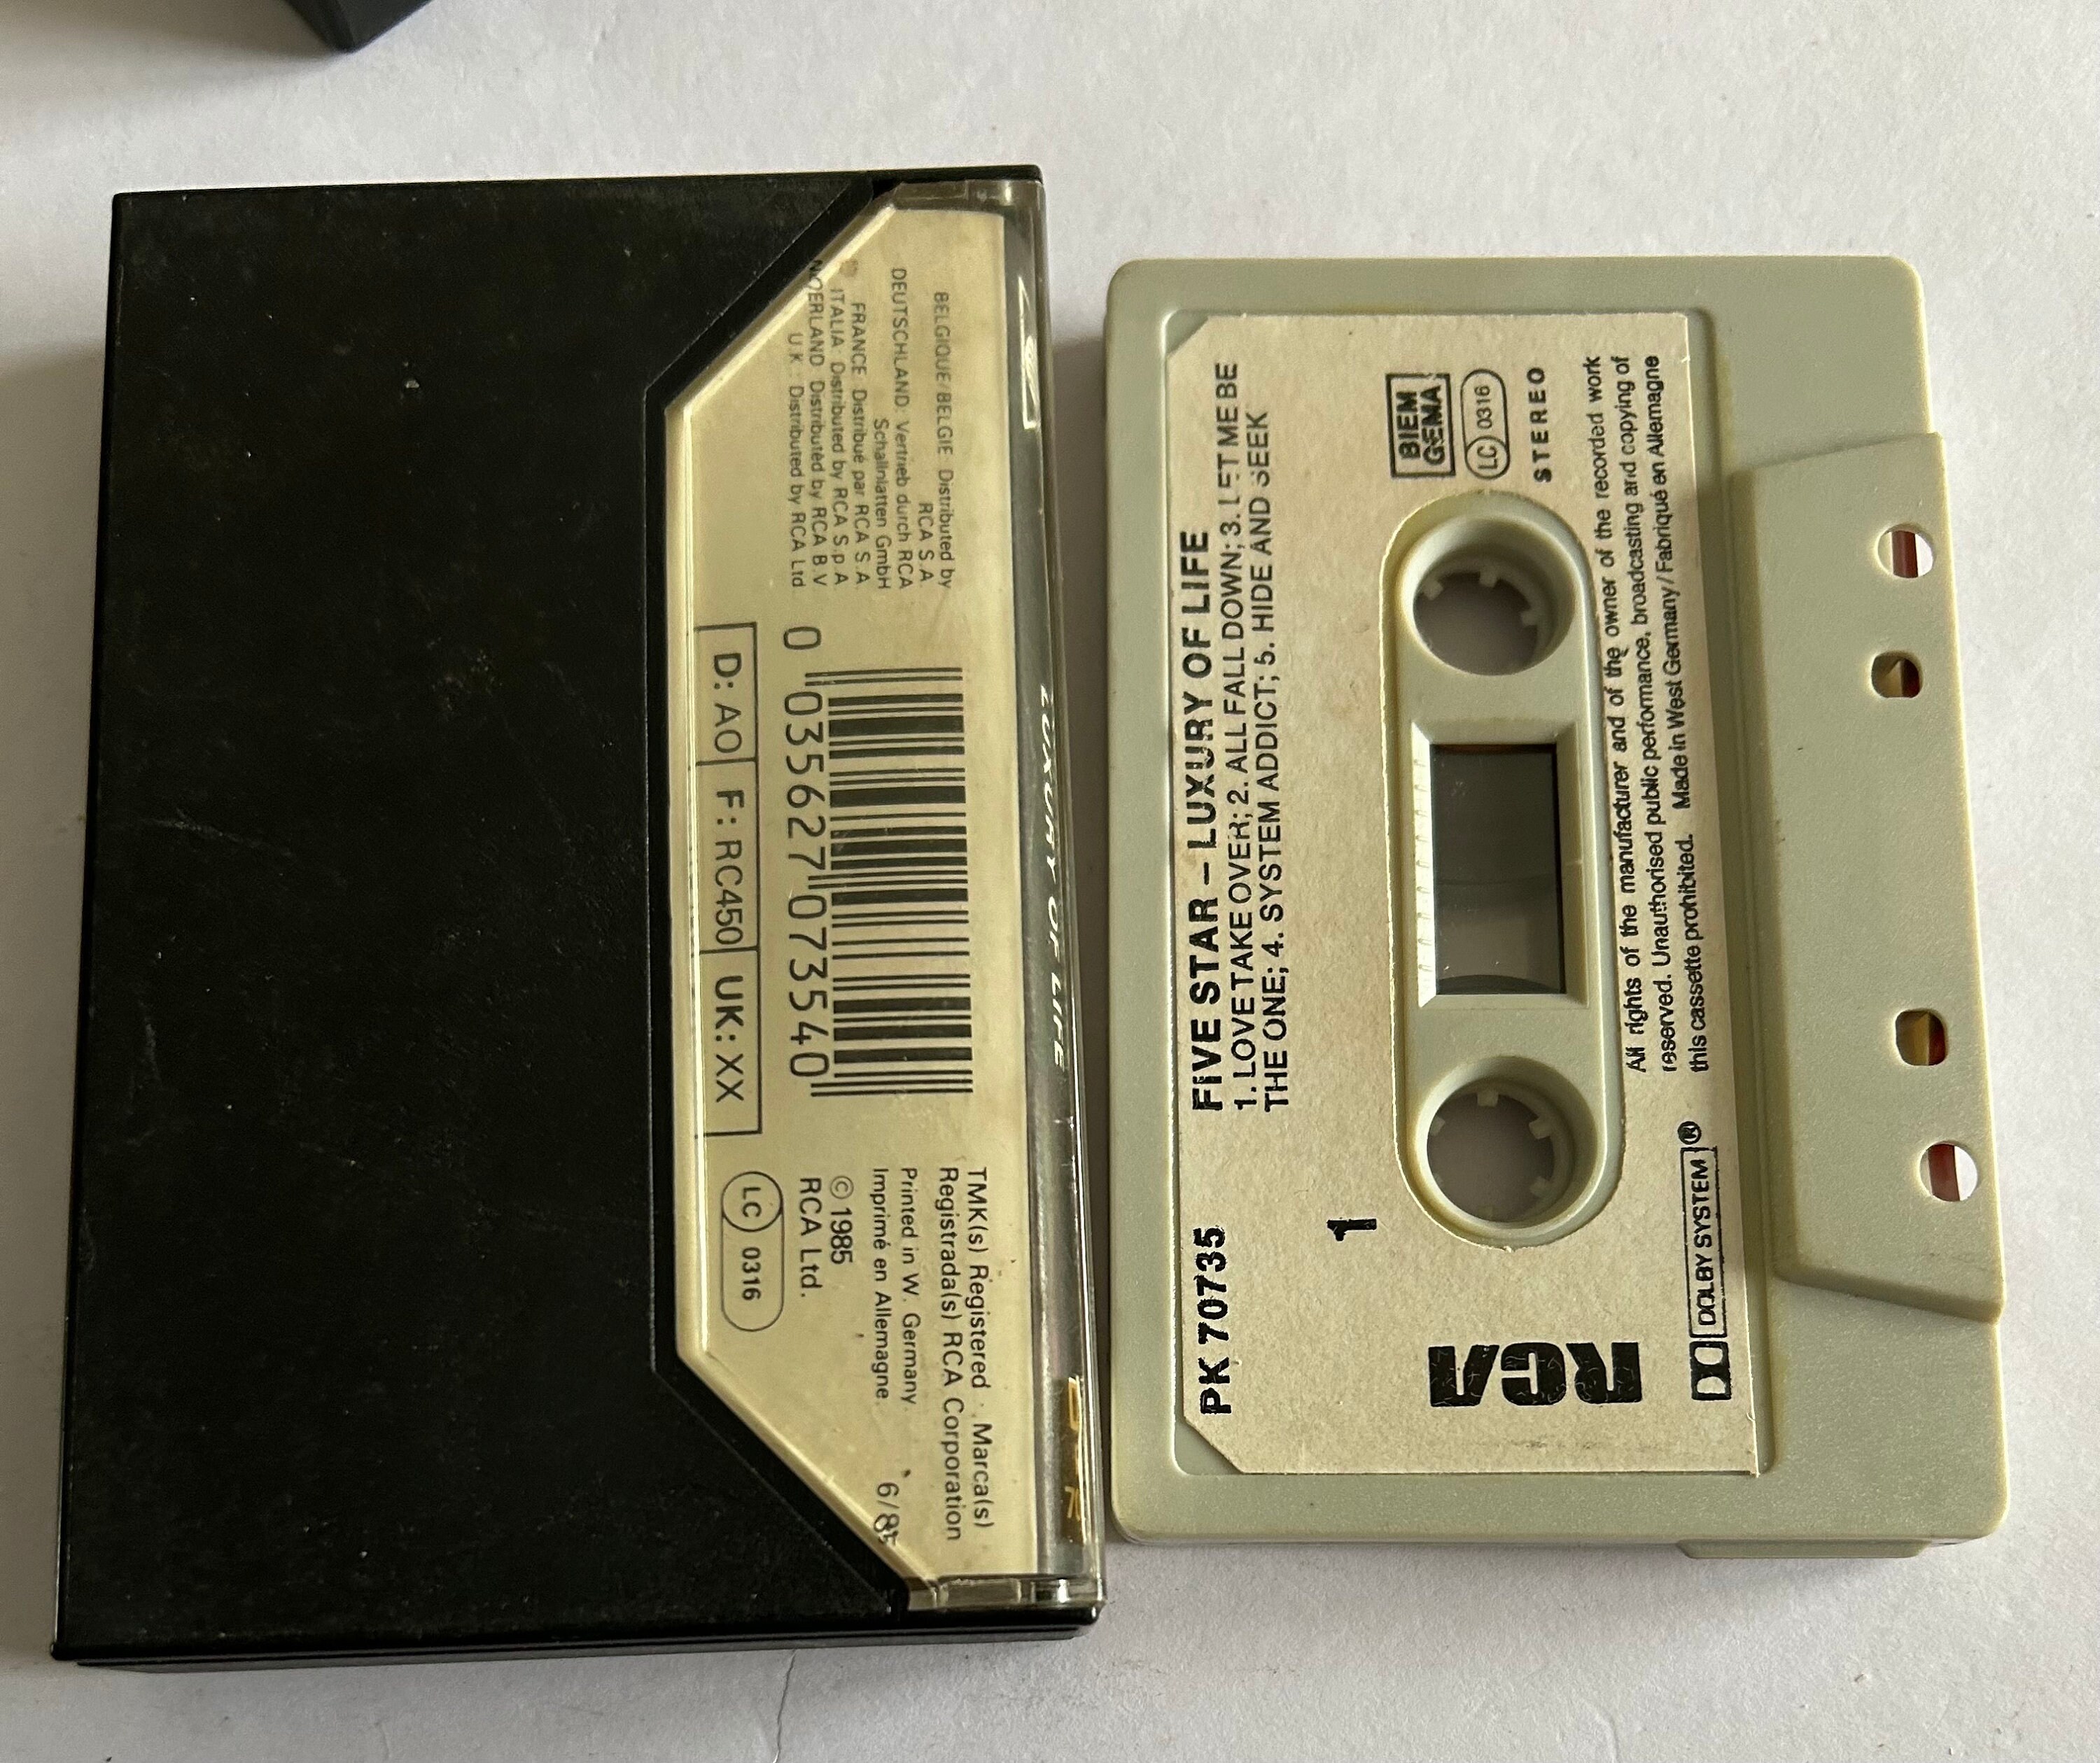 BELGIQUE/BELGIE Distributed by
RCA S.A.
DEUTSCHLAND: Vertrieb durch RCA
Schallplatten GmbH
FRANCE Distribué par RCA S.A.
ITALIA Distributed by RCA S.p.A.
Distributed by RCA B.V
U.K.: Distributed by RCA Ltd
0 035627 073540
D: AO F: RC450 UK: XX
TMK(s) Registered . Marca(s)
Registrada(s) RCA Corporation
Printed in W. Germany.
Imprimé en Allemagne.
© 1985
RCA Ltd.
LC 0316
6/85
LUXURY OF LIFE
PK 70735
FIVE STAR – LUXURY OF LIFE
1. LOVE TAKE OVER; 2. ALL FALL DOWN; 3. LET ME BE
THE ONE; 4. SYSTEM ADDICT; 5. HIDE AND SEEK
1
BIEM
GEMA
LC 0316
STEREO
RCA
All rights of the manufacturer and of the owner of the recorded work
reserved. Unauthorised public performance, broadcasting and copying of
this cassette prohibited. Made in West Germany/Fabriqué en Allemagne
DOLBY SYSTEM ®